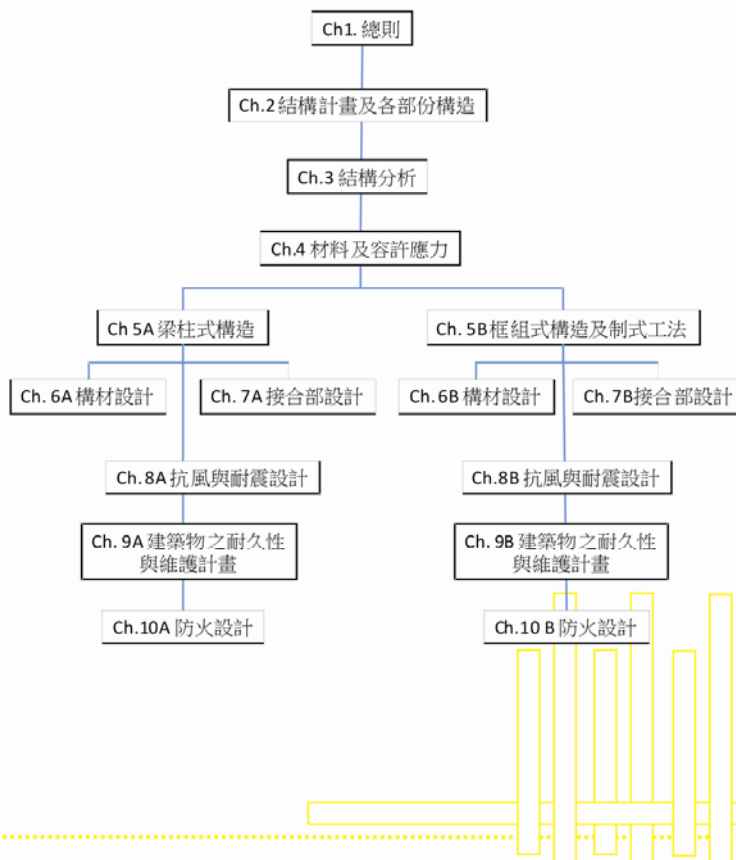 Ch1. 總則
Ch.2 結構計畫及各部份構造
Ch.3 結構分析
Ch.4 材料及容許應力
Ch 5A 梁柱式構造
Ch. 5B框組式構造及制式工法
Ch. 6A 構材設計
Ch. 7A 接合部設計
Ch. 6B 構材設計
Ch. 7B接合部設計
Ch.8A 抗風與耐震設計
Ch.8B 抗風與耐震設計
Ch. 9A 建築物之耐久性
與維護計畫
Ch. 9B 建築物之耐久性
與維護計畫
Ch.10A 防火設計
Ch.10 B 防火設計